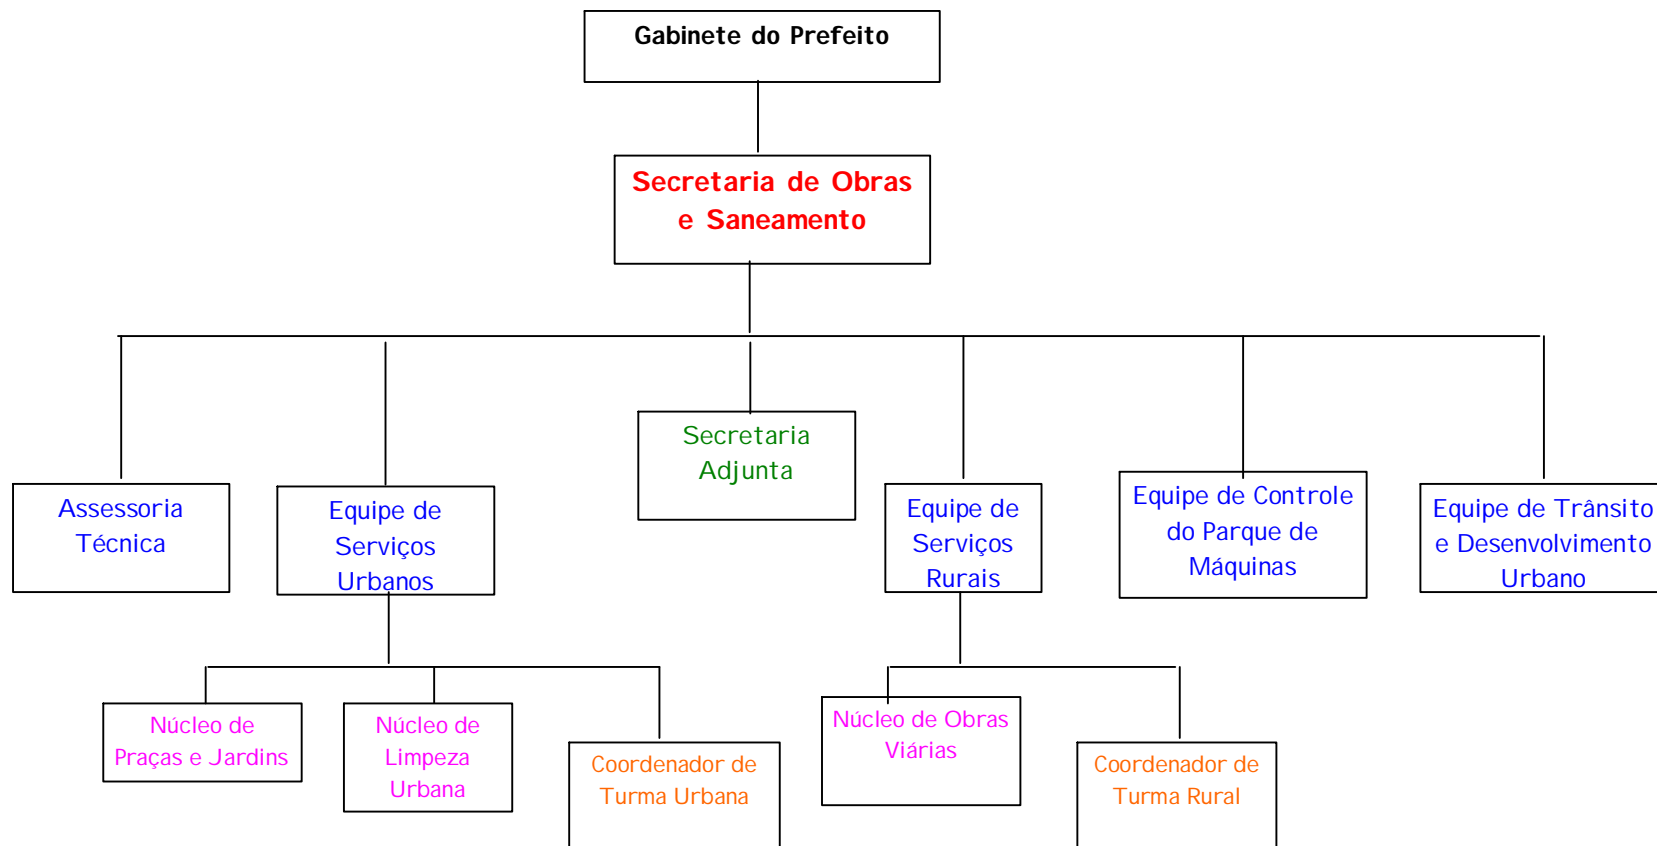 Gabinete do Prefeito
Secretaria de Obras
e Saneamento
Secretaria
Adjunta
Assessoria
Técnica
Equipe de
Serviços
Urbanos
Equipe de
Serviços
Rurais
Equipe de Controle
do Parque de
Máquinas
Equipe de Trânsito
e Desenvolvimento
Urbano
Núcleo de
Praças e Jardins
Núcleo de
Limpeza
Urbana
Coordenador de
Turma Urbana
Núcleo de Obras
Viárias
Coordenador de
Turma Rural